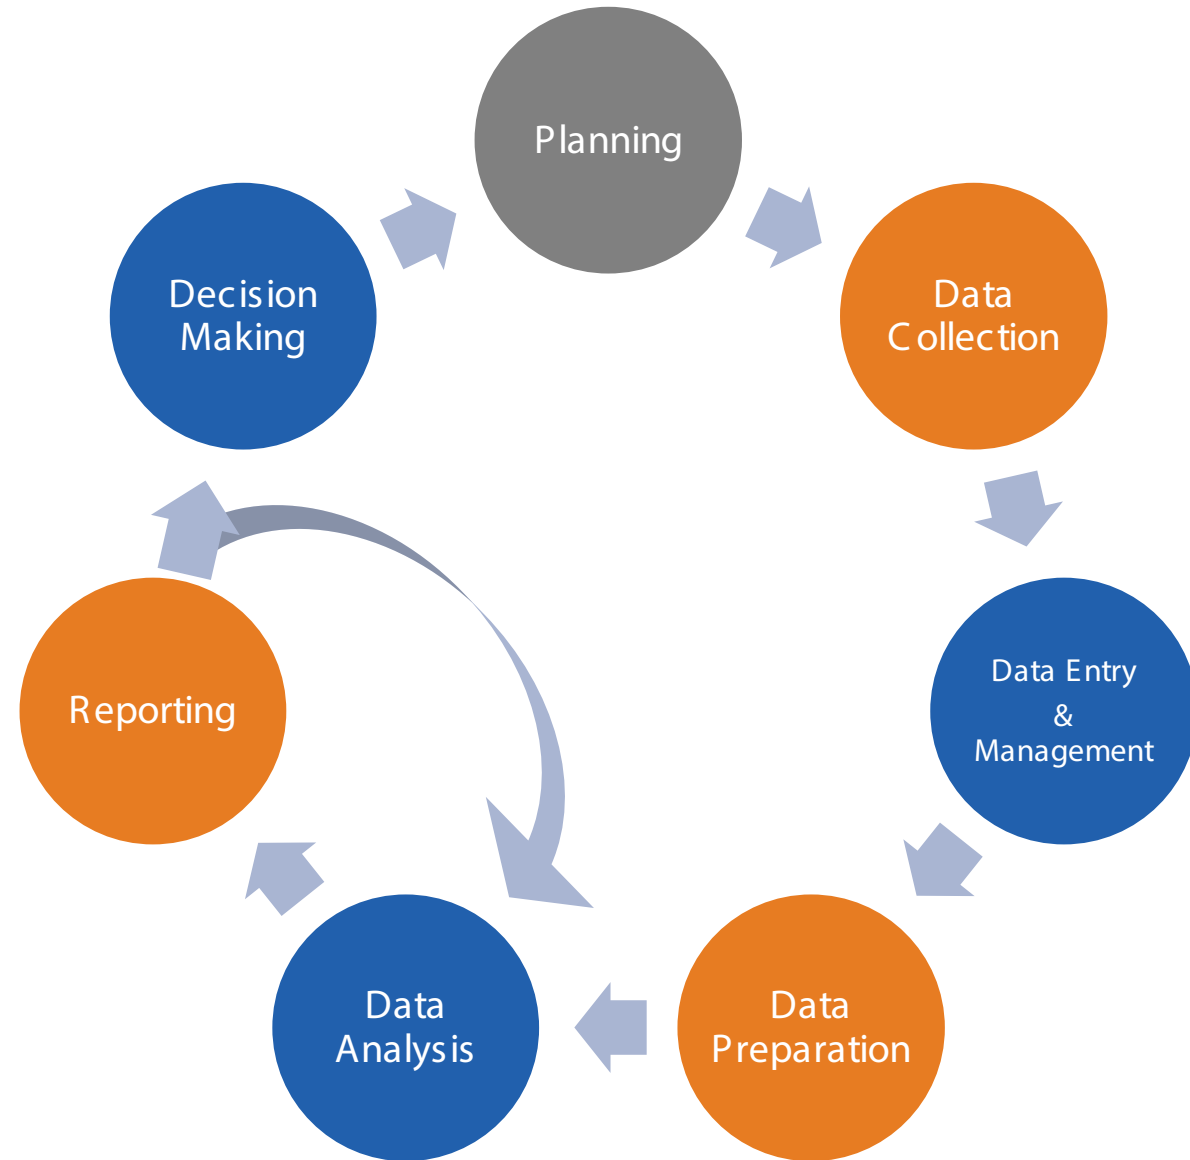 Planning
Data
Collection
Data Entry
&
Management
Data
Preparation
Data
Analysis
Reporting
Decision
Making